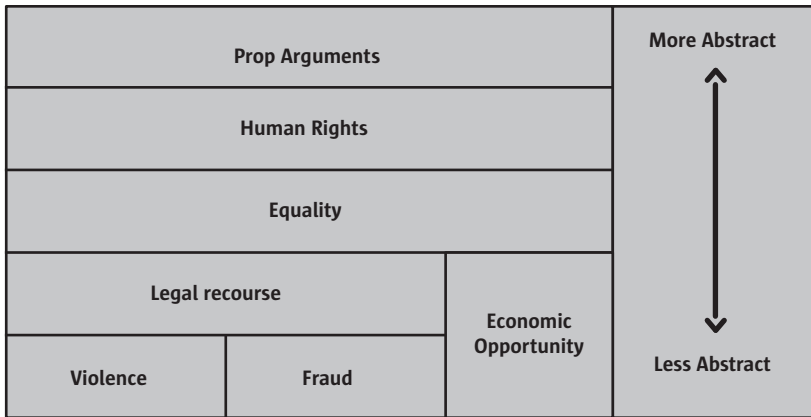 Prop Arguments
More Abstract
Human Rights
Equality
Legal recourse
Economic
Opportunity
Less Abstract
Violence
Fraud